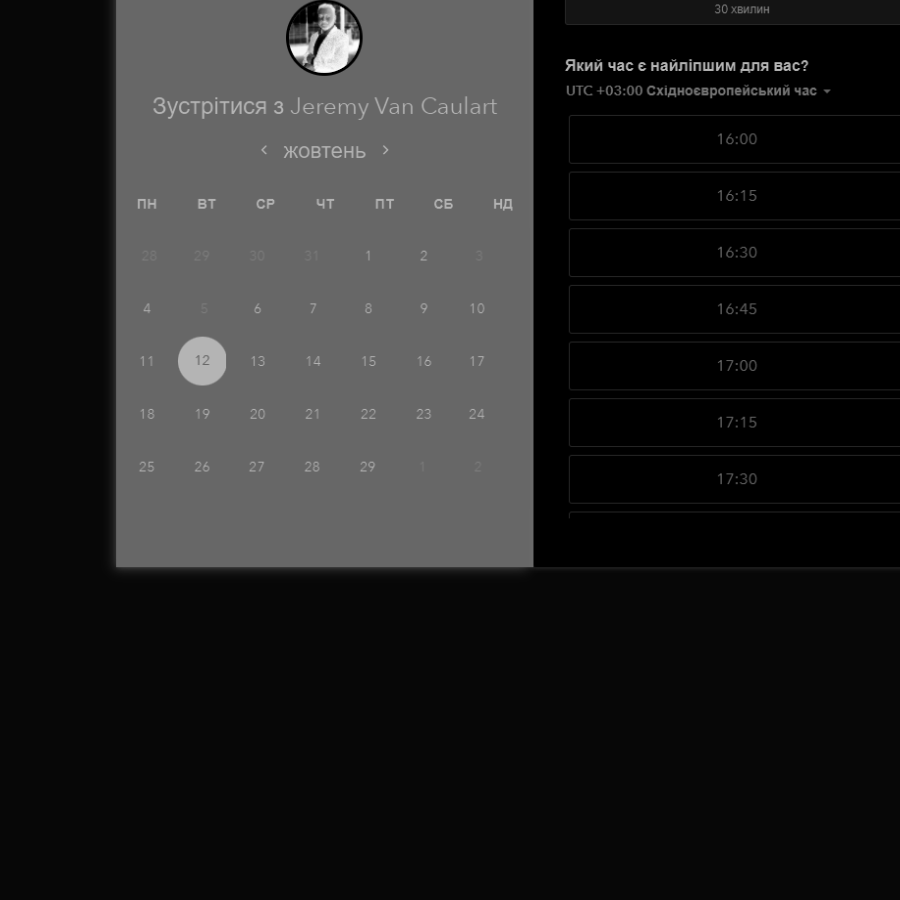 30 хвилин
Який час є найліпшим для вас?
UTC +03:00 Східноєвропейський час
Зустрітися з Jeremy Van Caulart
жовтень
ПН ВТ СР ЧТ ПТ СБ НД
28 29 30 31 1 2 3
4 5 6 7 8 9 10
11 12 13 14 15 16 17
18 19 20 21 22 23 24
25 26 27 28 29 1 2
16:00
16:15
16:30
16:45
17:00
17:15
17:30